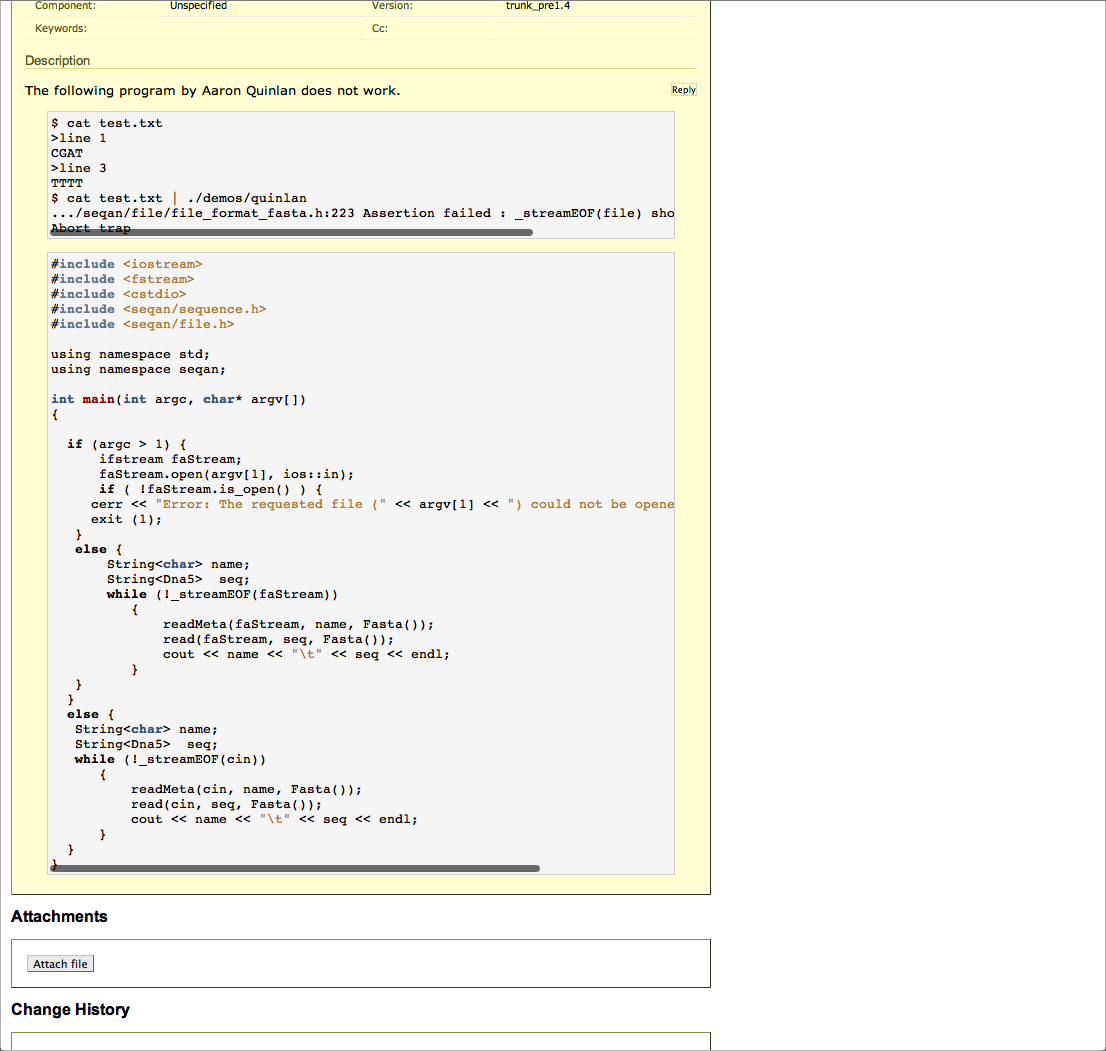 Component: Unspecified Version: trunk_pre1.4
Keywords: Cc:
Description
The following program by Aaron Quinlan does not work. Reply
$ cat test.txt
>line 1
CGAT
>line 3
TTTT
$ cat test.txt | ./demos/quinlan
.../seqan/file/file_format_fasta.h:223 Assertion failed : _streamEOF(file) sho
Abort trap
#include <iostream>
#include <fstream>
#include <cstdio>
#include <seqan/sequence.h>
#include <seqan/file.h>
using namespace std;
using namespace seqan;
int main(int argc, char* argv[])
{
if (argc > 1) {
ifstream faStream;
faStream.open(argv[1], ios::in);
if ( !faStream.is_open() ) {
cerr << "Error: The requested file (" << argv[1] << ") could not be opene
exit (1);
}
else {
String<char> name;
String<Dna5>  seq;
while (!_streamEOF(faStream))
{
readMeta(faStream, name, Fasta());
read(faStream, seq, Fasta());
cout << name << "\t" << seq << endl;
}
}
}
else {
String<char> name;
String<Dna5>  seq;
while (!_streamEOF(cin))
{
readMeta(cin, name, Fasta());
read(cin, seq, Fasta());
cout << name << "\t" << seq << endl;
}
}
}
Attachments
Attach file
Change History